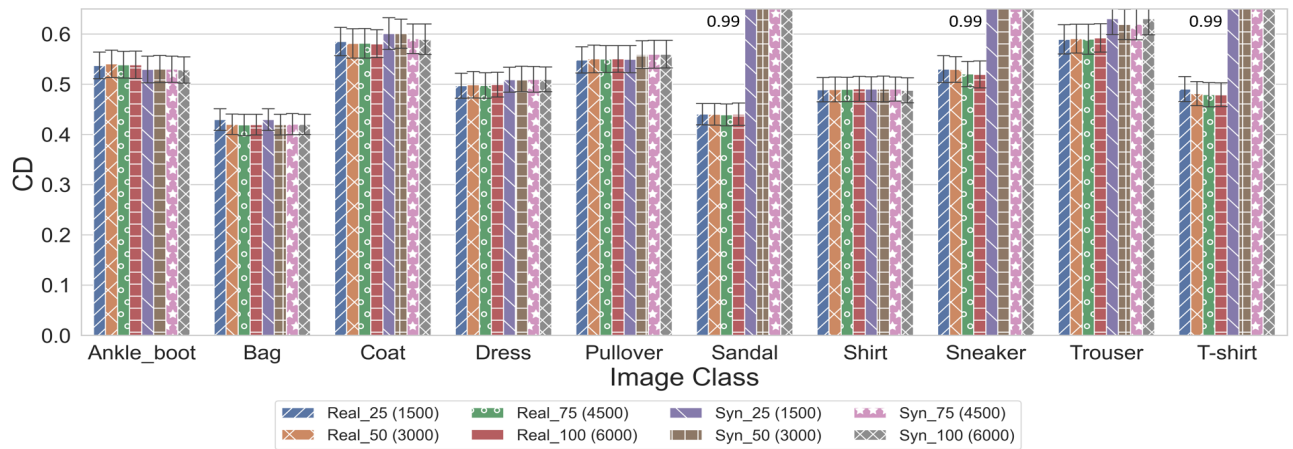 0.99 0.99 0.99
0.6
0.5
0.4
0.3
0.2
0.1
0.0
CD
Ankle_boot Bag Coat Dress Pullover Sandal Shirt Sneaker Trouser T-shirt
Image Class
Real_25 (1500) Real_75 (4500) Syn_25 (1500) Syn_75 (4500)
Real_50 (3000) Real_100 (6000) Syn_50 (3000) Syn_100 (6000)